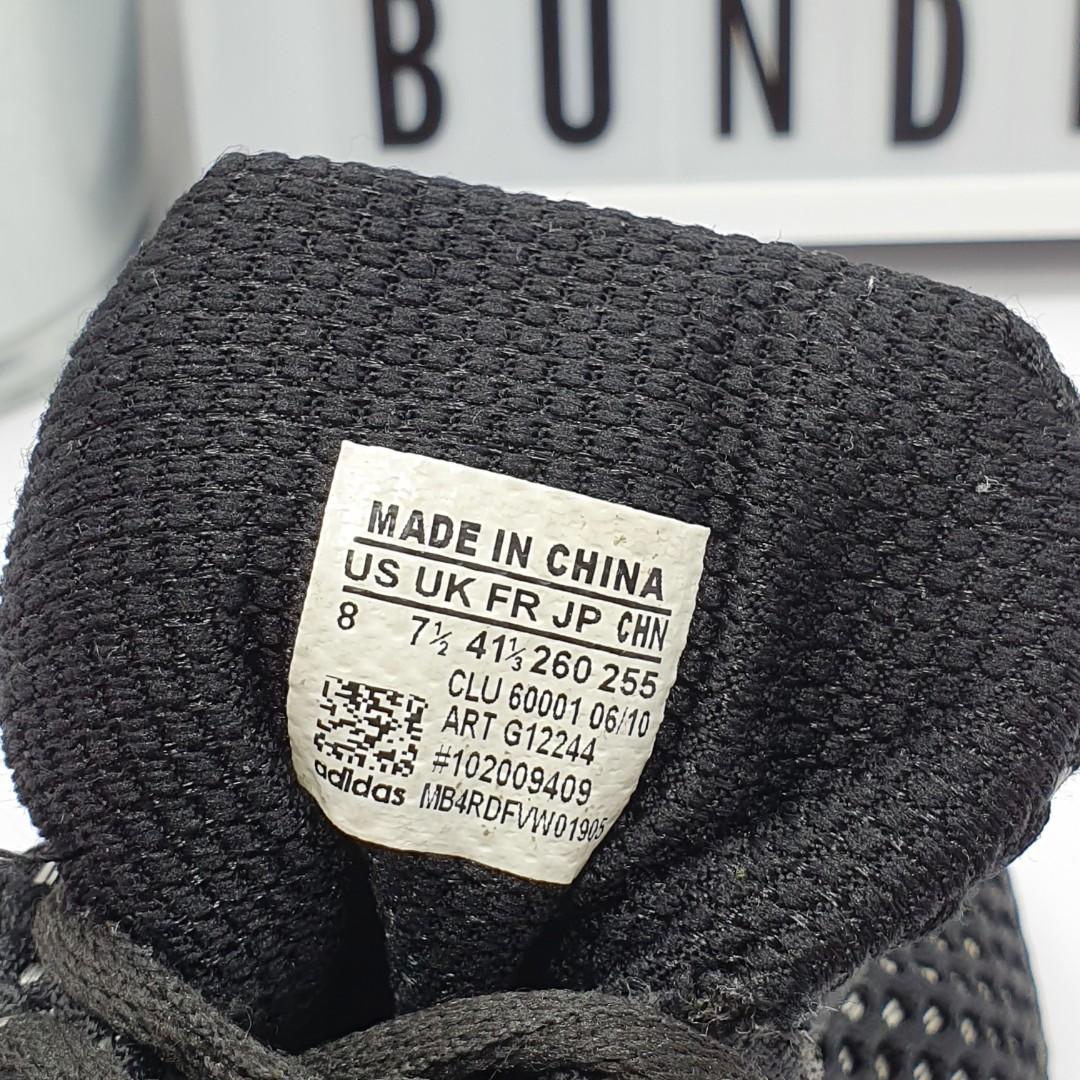 BUND
MADE IN CHINA
US UK FR JP CHN
8 7½ 41⅓ 260 255
CLU 60001 06/10
ART G12244
#102009409
adidas MB4RDFVW01905